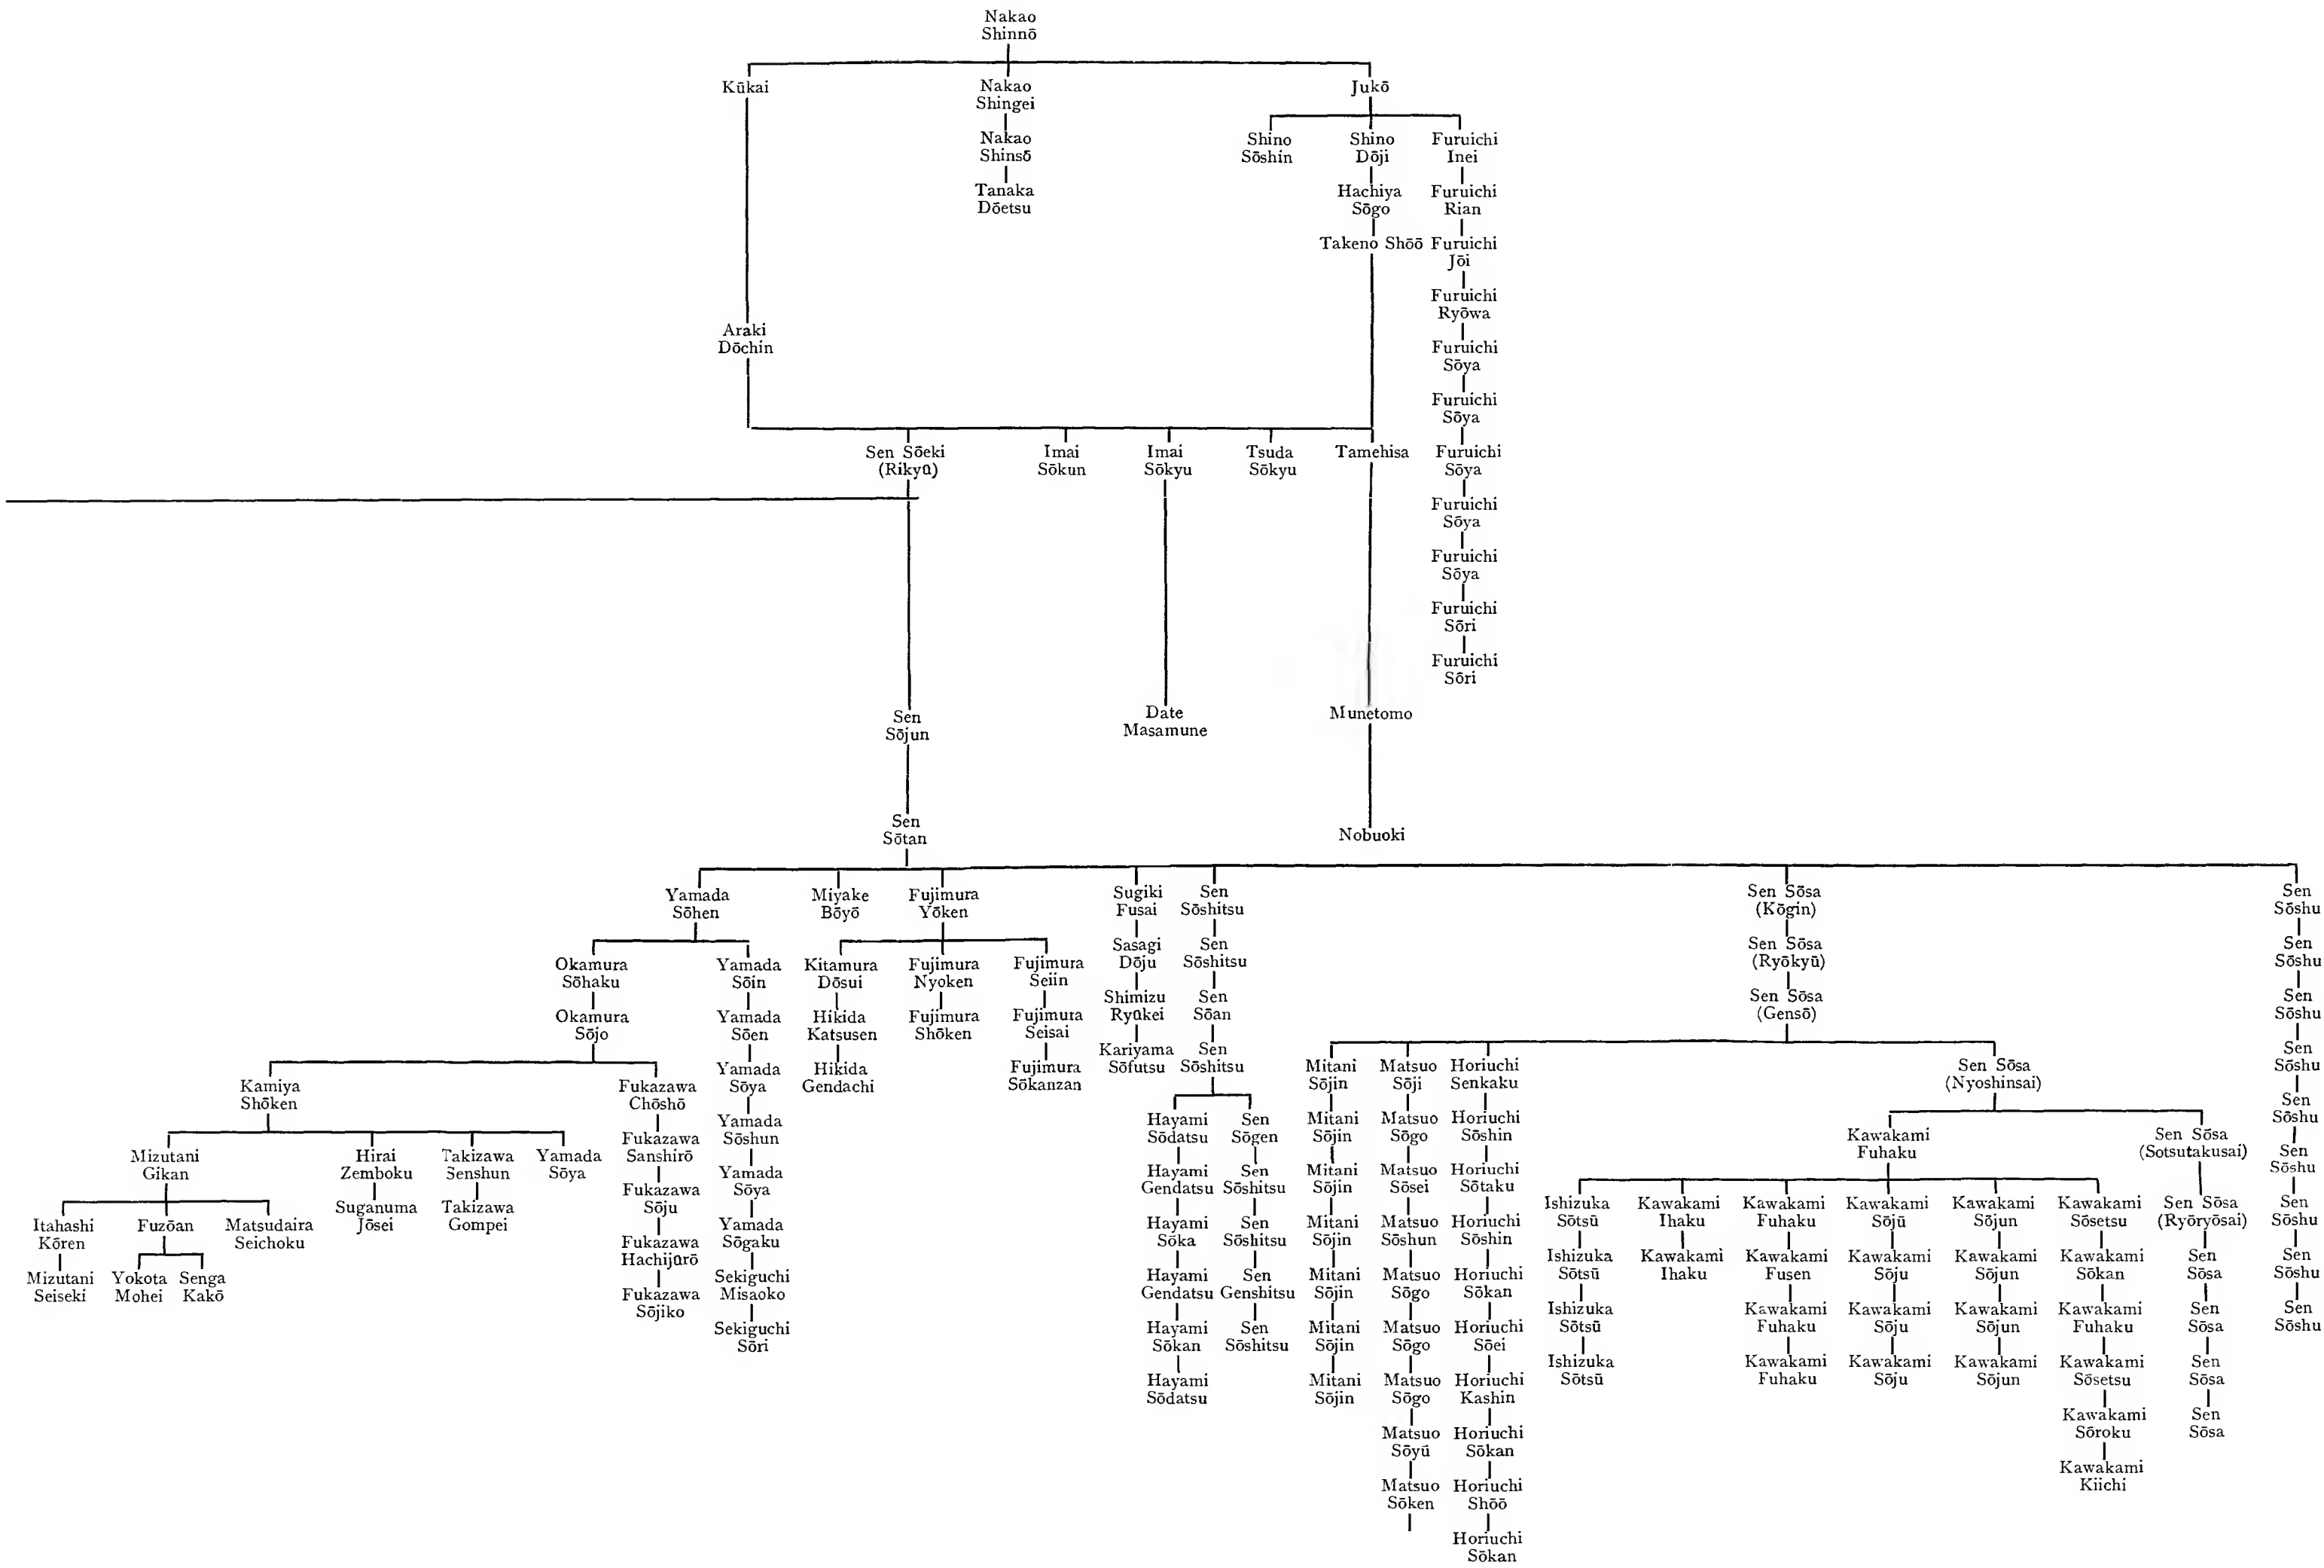 Nakao
Shinnō
Kūkai
Nakao
Shingei
Jukō
Nakao
Shinsō
Tanaka
Dōetsu
Shino
Sōshin
Shino
Dōji
Furuichi
Inei
Hachiya
Sōgo
Furuichi
Rian
Takeno Shōō
Furuichi
Jōi
Furuichi
Ryōwa
Araki
Dōchin
Furuichi
Sōya
Furuichi
Sōya
Sen Sōeki
(Rikyū)
Imai
Sōkun
Imai
Sōkyu
Tsuda
Sōkyu
Tamehisa
Furuichi
Sōya
Furuichi
Sōya
Furuichi
Sōya
Furuichi
Sōri
Furuichi
Sōri
Sen
Sōjun
Date
Masamune
Munetomo
Sen
Sōtan
Nobuoki
Yamada
Sōhen
Miyake
Bōyō
Fujimura
Yōken
Sugiki
Fusai
Sen
Sōshitsu
Sen Sōsa
(Kōgin)
Sen
Sōshu
Okamura
Sōhaku
Yamada
Sōin
Kitamura
Dōsui
Fujimura
Nyoken
Fujimura
Seiin
Sasagi
Dōju
Sen
Sōshitsu
Sen Sōsa
(Ryōkyū)
Sen
Sōshu
Okamura
Sōjo
Yamada
Sōen
Hikida
Katsusen
Fujimura
Shōken
Fujimura
Seisai
Shimizu
Ryūkei
Sen
Sōan
Sen Sōsa
(Gensō)
Sen
Sōshu
Kamiya
Shōken
Fukazawa
Chōshō
Yamada
Sōya
Hikida
Gendachi
Fujimura
Sōkanzan
Kariyama
Sōfutsu
Sen
Sōshitsu
Mitani
Sōjin
Matsuo
Sōji
Horiuchi
Senkaku
Sen Sōsa
(Nyoshinsai)
Sen
Sōshu
Mizutani
Gikan
Hirai
Zemboku
Takizawa
Senshun
Yamada
Sōya
Fukazawa
Sanshirō
Yamada
Sōshun
Hayami
Sōdatsu
Sen
Sōgen
Mitani
Sōjin
Matsuo
Sōgo
Horiuchi
Sōshin
Kawakami
Fuhaku
Sen Sōsa
(Sotsutakusai)
Sen
Sōshu
Sen
Sōshu
Itahashi
Kōren
Fuzōan
Matsudaira
Seichoku
Suganuma
Jōsei
Takizawa
Gompei
Fukazawa
Sōju
Yamada
Sōya
Hayami
Gendatsu
Sen
Sōshitsu
Mitani
Sōjin
Matsuo
Sōsei
Horiuchi
Sōtaku
Ishizuka
Sōtsū
Kawakami
Ihaku
Kawakami
Fuhaku
Kawakami
Sōjū
Kawakami
Sōjun
Kawakami
Sōsetsu
Sen Sōsa
(Ryōryōsai)
Sen
Sōshu
Mizutani
Seiseki
Yokota
Mohei
Senga
Kakō
Fukazawa
Hachijūrō
Yamada
Sōgaku
Hayami
Sōka
Sen
Sōshitsu
Mitani
Sōjin
Matsuo
Sōshun
Horiuchi
Sōshin
Ishizuka
Sōtsū
Kawakami
Ihaku
Kawakami
Fusen
Kawakami
Sōju
Kawakami
Sōjun
Kawakami
Sōkan
Sen
Sōsa
Sen
Sōshu
Fukazawa
Sōjiko
Sekiguchi
Misaoko
Hayami
Gendatsu
Sen
Genshitsu
Mitani
Sōjin
Matsuo
Sōgo
Horiuchi
Sōkan
Ishizuka
Sōtsū
Kawakami
Fuhaku
Kawakami
Sōju
Kawakami
Sōjun
Kawakami
Fuhaku
Sen
Sōsa
Sen
Sōshu
Sekiguchi
Sōri
Hayami
Sōkan
Sen
Sōshitsu
Mitani
Sōjin
Matsuo
Sōgo
Horiuchi
Sōei
Ishizuka
Sōtsū
Kawakami
Fuhaku
Kawakami
Sōju
Kawakami
Sōjun
Kawakami
Sōsetsu
Sen
Sōsa
Hayami
Sōdatsu
Mitani
Sōjin
Matsuo
Sōgo
Horiuchi
Kashin
Kawakami
Sōroku
Sen
Sōsa
Matsuo
Sōyū
Horiuchi
Sōkan
Kawakami
Kiichi
Matsuo
Sōken
Horiuchi
Shōō
Horiuchi
Sōkan